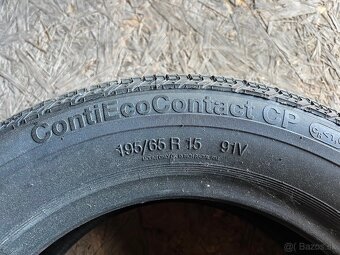 ContiEcoContact CP
195/65 R 15 91V
Bazos.sk